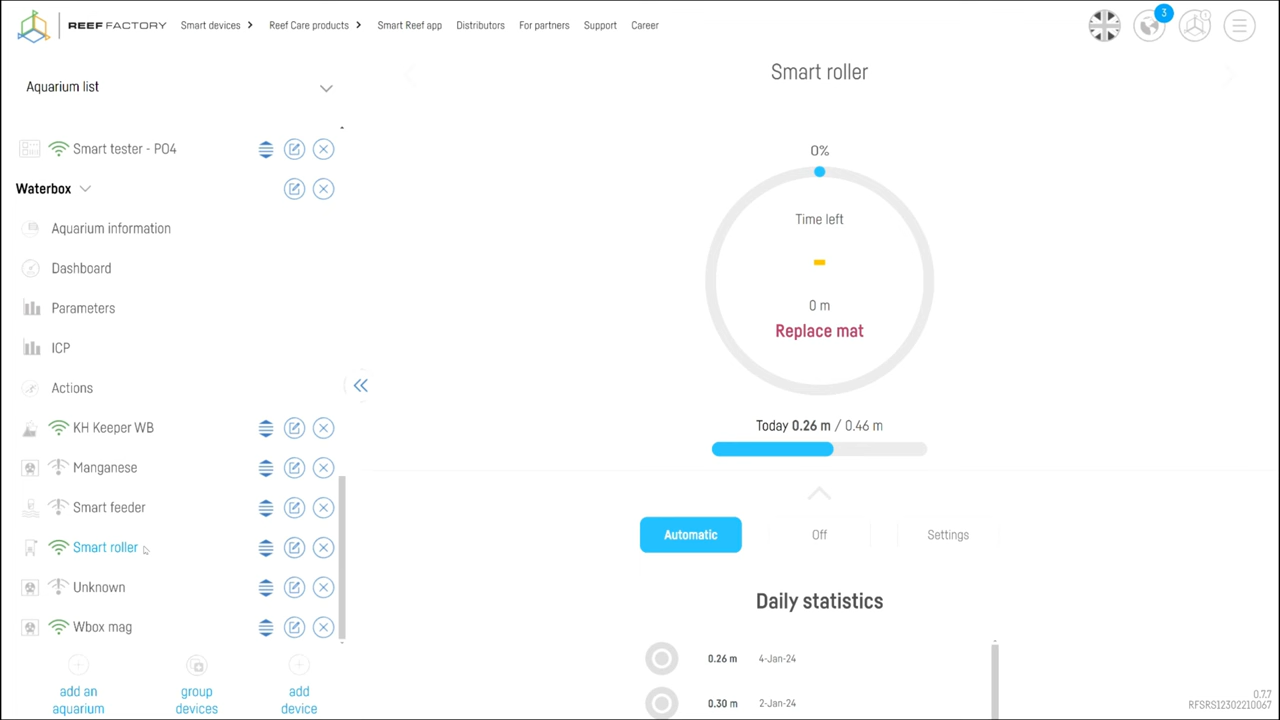 REEF FACTORY Smart devices Reef Care products Smart Reef app Distributors For partners Support Career 3
Aquarium list
Smart tester - PO4
Waterbox
Aquarium information
Dashboard
Parameters
ICP
Actions
KH Keeper WB
Manganese
Smart feeder
Smart roller
Unknown
Wbox mag
add an
aquarium
group
devices
add
device
Smart roller
0%
Time left
0 m
Replace mat
Today 0.26 m / 0.46 m
Automatic Off Settings
Daily statistics
0.26 m 4-Jan-24
0.30 m 2-Jan-24
0.7.7
RFSRS12302210067